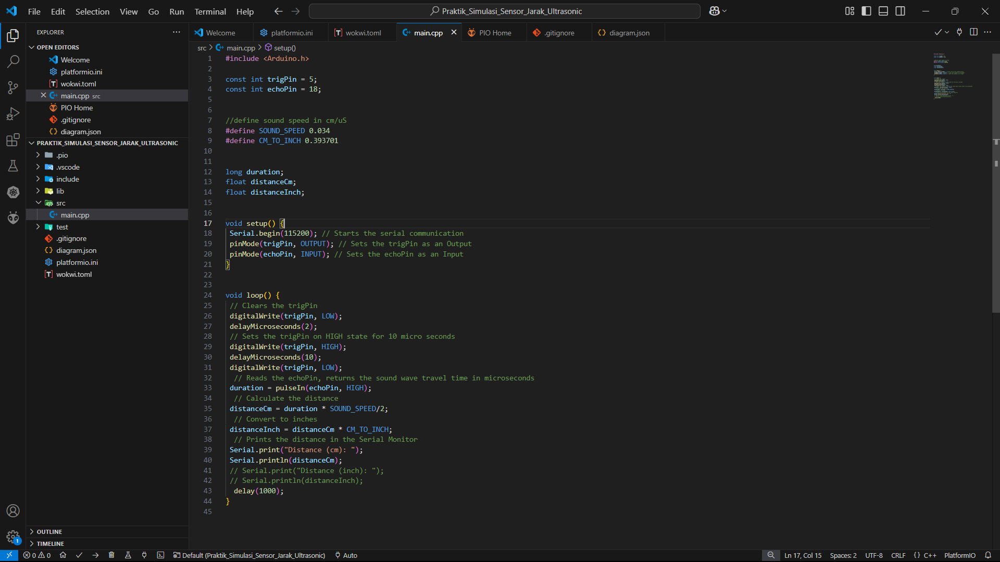 File Edit Selection View Go Run Terminal Help
Praktik_Simulasi_Sensor_Jarak_Ultrasonic
EXPLORER
OPEN EDITORS
Welcome
platformio.ini
wokwi.toml
main.cpp src
PIO Home
.gitignore
diagram.json
PRAKTIK_SIMULASI_SENSOR_JARAK_ULTRASONIC
.pio
.vscode
include
lib
src
main.cpp
test
.gitignore
diagram.json
platformio.ini
wokwi.toml
OUTLINE
TIMELINE
1
Welcome platformio.ini wokwi.toml main.cpp PIO Home .gitignore diagram.json
src > main.cpp > setup()
1 #include <Arduino.h>
2
3 const int trigPin = 5;
4 const int echoPin = 18;
5
6
7 //define sound speed in cm/uS
8 #define SOUND_SPEED 0.034
9 #define CM_TO_INCH 0.393701
10
11
12 long duration;
13 float distanceCm;
14 float distanceInch;
15
16
17 void setup() {
18 Serial.begin(115200); // Starts the serial communication
19 pinMode(trigPin, OUTPUT); // Sets the trigPin as an Output
20 pinMode(echoPin, INPUT); // Sets the echoPin as an Input
21 }
22
23
24 void loop() {
25 // Clears the trigPin
26 digitalWrite(trigPin, LOW);
27 delayMicroseconds(2);
28 // Sets the trigPin on HIGH state for 10 micro seconds
29 digitalWrite(trigPin, HIGH);
30 delayMicroseconds(10);
31 digitalWrite(trigPin, LOW);
32 // Reads the echoPin, returns the sound wave travel time in microseconds
33 duration = pulseIn(echoPin, HIGH);
34 // Calculate the distance
35 distanceCm = duration * SOUND_SPEED/2;
36 // Convert to inches
37 distanceInch = distanceCm * CM_TO_INCH;
38 // Prints the distance in the Serial Monitor
39 Serial.print("Distance (cm): ");
40 Serial.println(distanceCm);
41 // Serial.print("Distance (inch): ");
42 // Serial.println(distanceInch);
43 delay(1000);
44 }
45
0 0 Default (Praktik_Simulasi_Sensor_Jarak_Ultrasonic) Auto Ln 17, Col 15 Spaces: 2 UTF-8 CRLF {} C++ PlatformIO